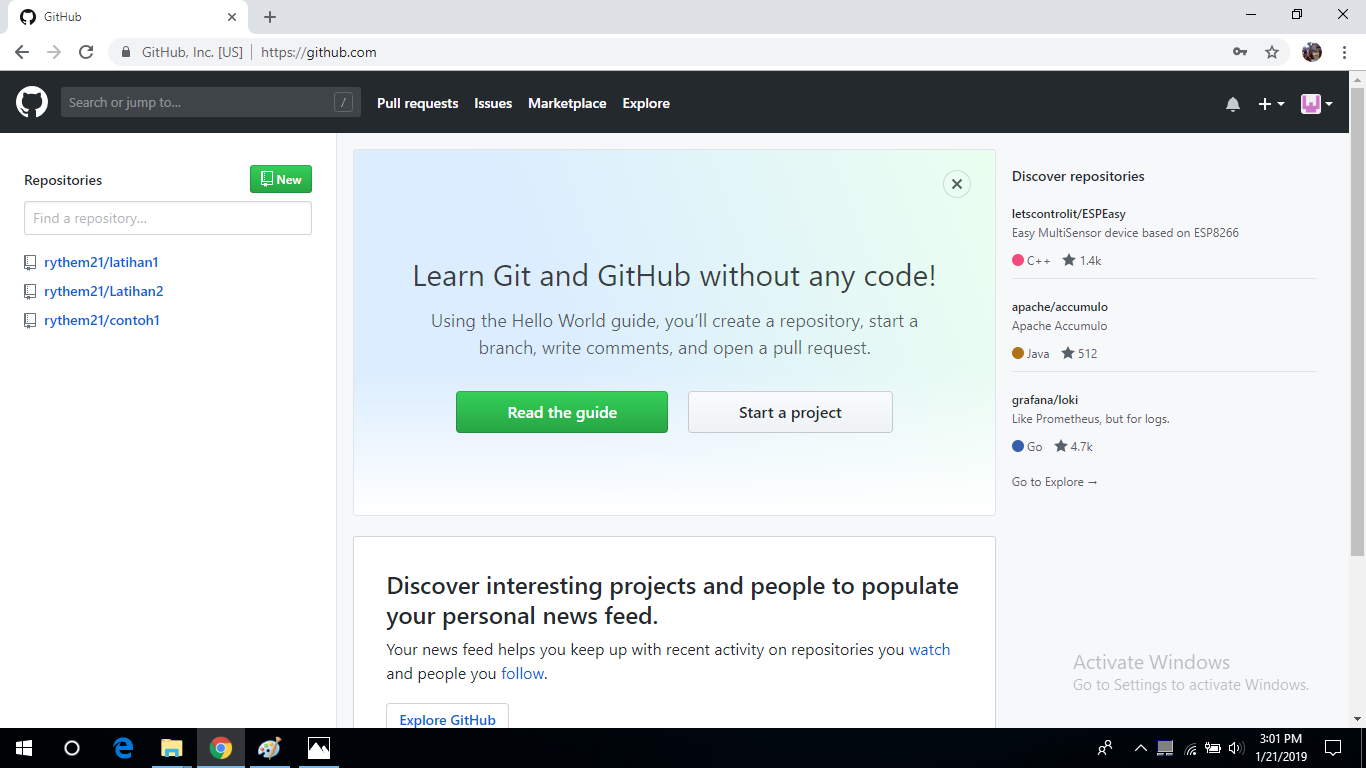 GitHub
GitHub, Inc. [US] | https://github.com
Search or jump to... /
Pull requests Issues Marketplace Explore
Repositories
New
Find a repository...
rythem21/latihan1
rythem21/Latihan2
rythem21/contoh1
Learn Git and GitHub without any code!
Using the Hello World guide, you’ll create a repository, start a
branch, write comments, and open a pull request.
Read the guide
Start a project
Discover interesting projects and people to populate
your personal news feed.
Your news feed helps you keep up with recent activity on repositories you watch
and people you follow.
Explore GitHub
Discover repositories
letscontrolit/ESPEasy
Easy MultiSensor device based on ESP8266
C++ 1.4k
apache/accumulo
Apache Accumulo
Java 512
grafana/loki
Like Prometheus, but for logs.
Go 4.7k
Go to Explore →
Activate Windows
Go to Settings to activate Windows.
3:01 PM
1/21/2019